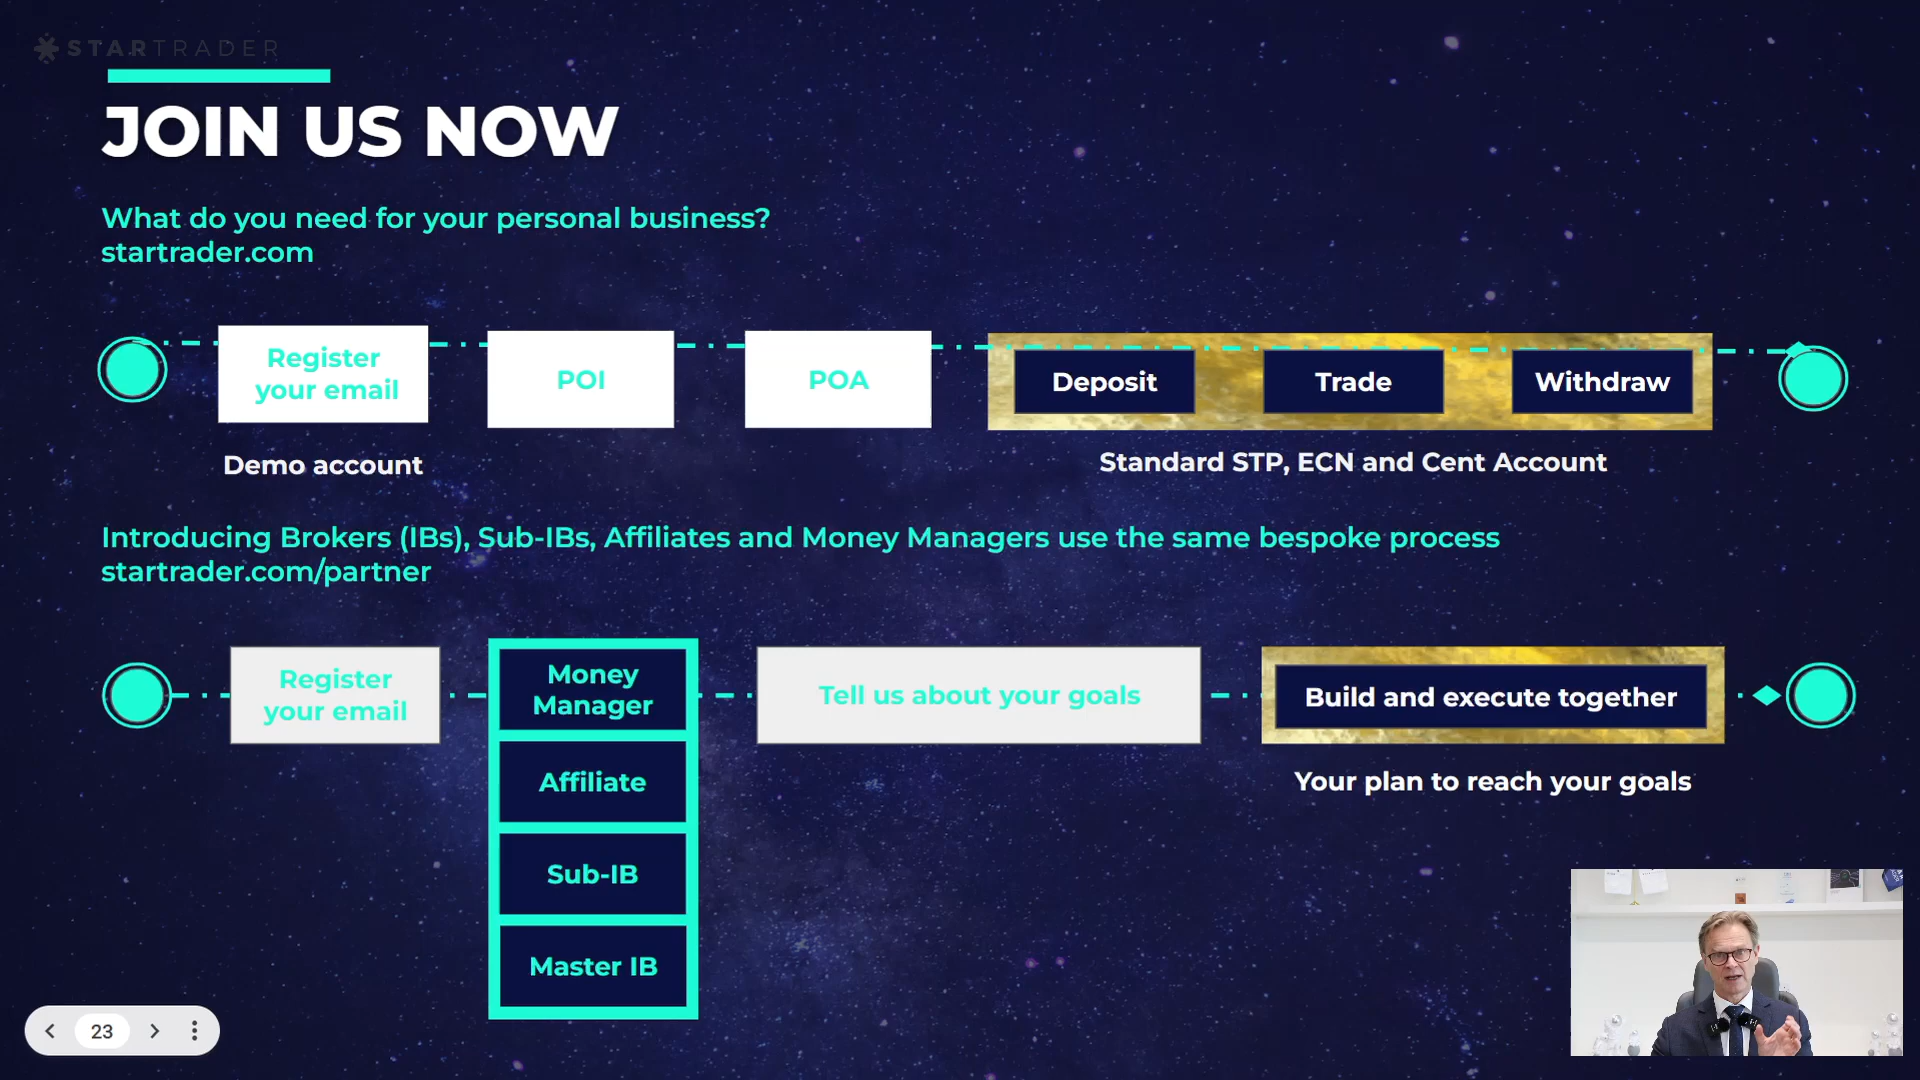 STARTRADER
JOIN US NOW
What do you need for your personal business?
startrader.com
Register
your email
POI
POA
Deposit
Trade
Withdraw
Demo account
Standard STP, ECN and Cent Account
Introducing Brokers (IBs), Sub-IBs, Affiliates and Money Managers use the same bespoke process
startrader.com/partner
Register
your email
Money
Manager
Affiliate
Sub-IB
Master IB
Tell us about your goals
Build and execute together
Your plan to reach your goals
23